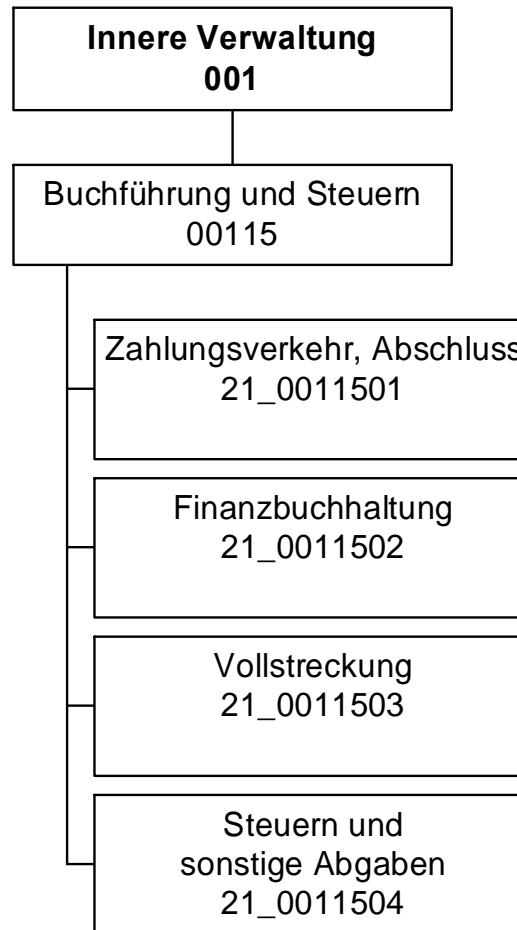 Innere Verwaltung
001
Buchführung und Steuern
00115
Zahlungsverkehr, Abschluss
21_0011501
Finanzbuchhaltung
21_0011502
Vollstreckung
21_0011503
Steuern und
sonstige Abgaben
21_0011504